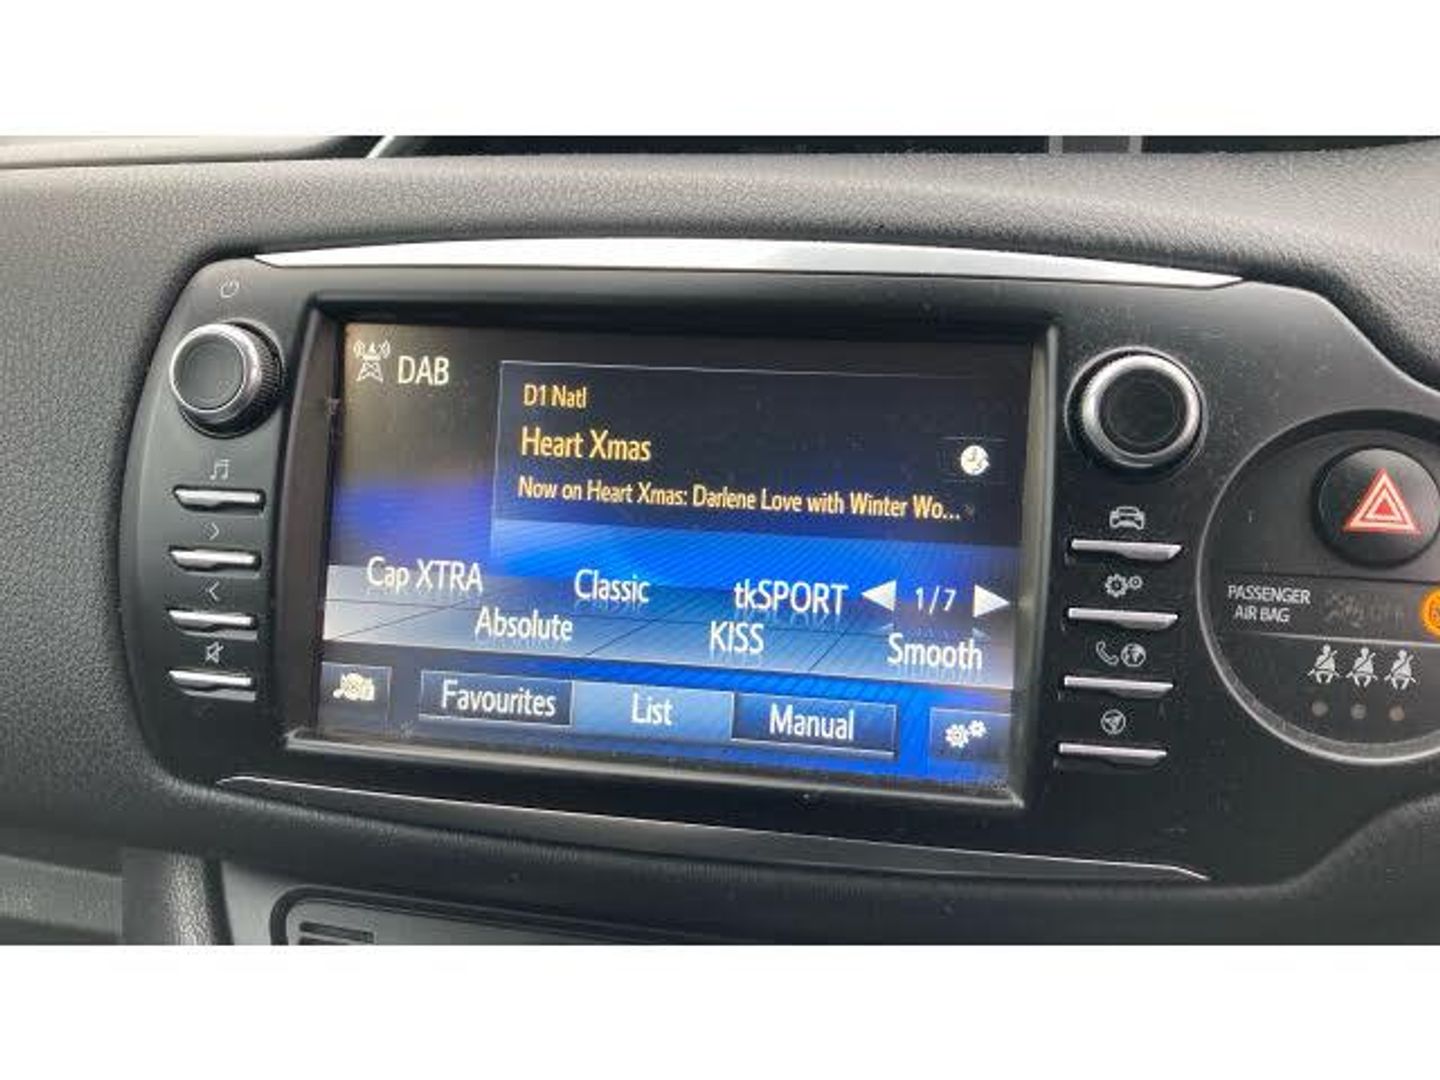 DAB
D1 Natl
Heart Xmas
Now on Heart Xmas: Darlene Love with Winter Wo...
Cap XTRA Classic tkSPORT 1/7
Absolute KISS Smooth
Favourites List Manual
PASSENGER
AIR BAG